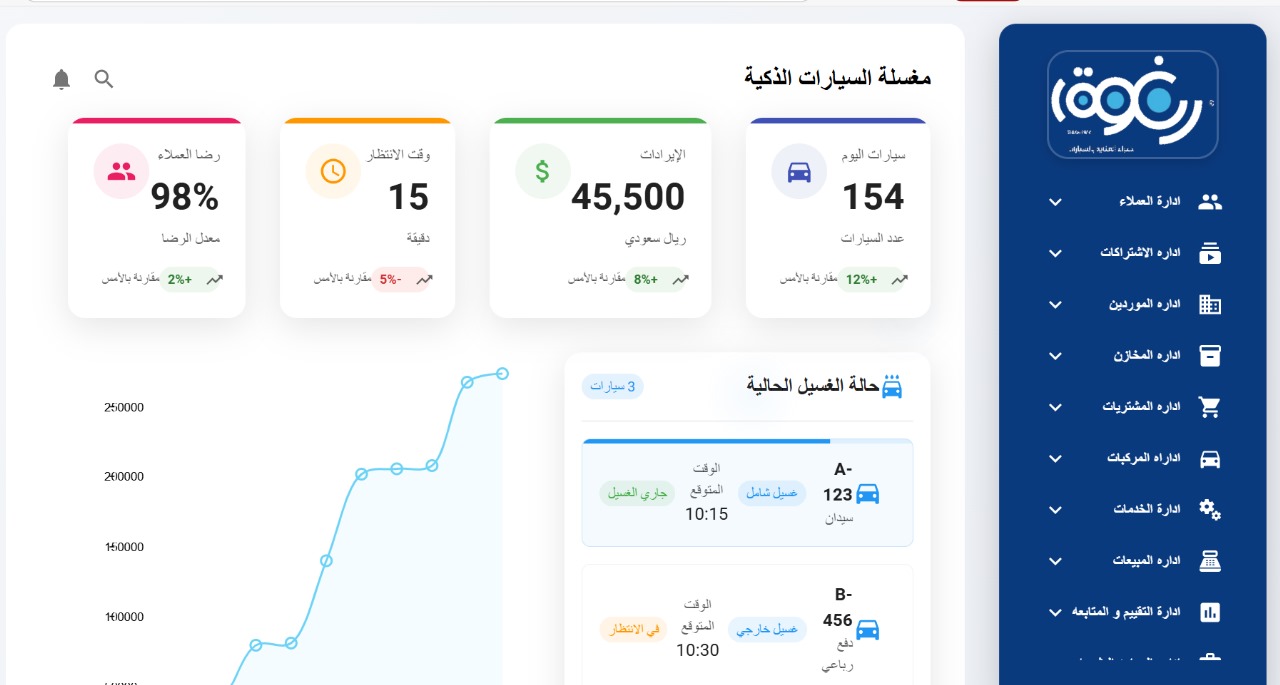 رغوة
ادارة العملاء
اداره الاشتراكات
اداره الموردين
اداره المخازن
اداره المشتريات
اداراه المركبات
ادارة الخدمات
اداره المبيعات
ادارة التقييم و المتابعه
مغسلة السيارات الذكية
سيارات اليوم
154
عدد السيارات
12%+ مقارنة بالأمس
الإيرادات
45,500
ريال سعودي
8%+ مقارنة بالأمس
وقت الانتظار
15
دقيقة
5%- مقارنة بالأمس
رضا العملاء
98%
معدل الرضا
2%+ مقارنة بالأمس
حالة الغسيل الحالية
3 سيارات
A-
123
سيدان
غسيل شامل
الوقت
المتوقع
10:15
جاري الغسيل
B-
456
دفع
رباعي
غسيل خارجي
الوقت
المتوقع
10:30
في الانتظار
250000
200000
150000
100000